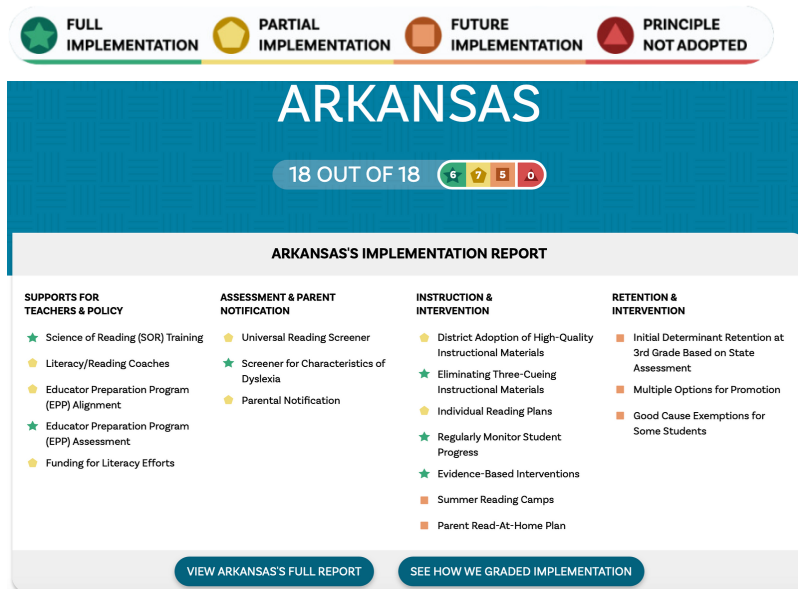 FULL
IMPLEMENTATION
PARTIAL
IMPLEMENTATION
FUTURE
IMPLEMENTATION
PRINCIPLE
NOT ADOPTED
ARKANSAS
18 OUT OF 18
6
7
5
0
ARKANSAS'S IMPLEMENTATION REPORT
SUPPORTS FOR
TEACHERS & POLICY
Science of Reading (SOR) Training
Literacy/Reading Coaches
Educator Preparation Program
(EPP) Alignment
Educator Preparation Program
(EPP) Assessment
Funding for Literacy Efforts
ASSESSMENT & PARENT
NOTIFICATION
Universal Reading Screener
Screener for Characteristics of
Dyslexia
Parental Notification
INSTRUCTION &
INTERVENTION
District Adoption of High-Quality
Instructional Materials
Eliminating Three-Cueing
Instructional Materials
Individual Reading Plans
Regularly Monitor Student
Progress
Evidence-Based Interventions
Summer Reading Camps
Parent Read-At-Home Plan
RETENTION &
INTERVENTION
Initial Determinant Retention at
3rd Grade Based on State
Assessment
Multiple Options for Promotion
Good Cause Exemptions for
Some Students
VIEW ARKANSAS'S FULL REPORT
SEE HOW WE GRADED IMPLEMENTATION